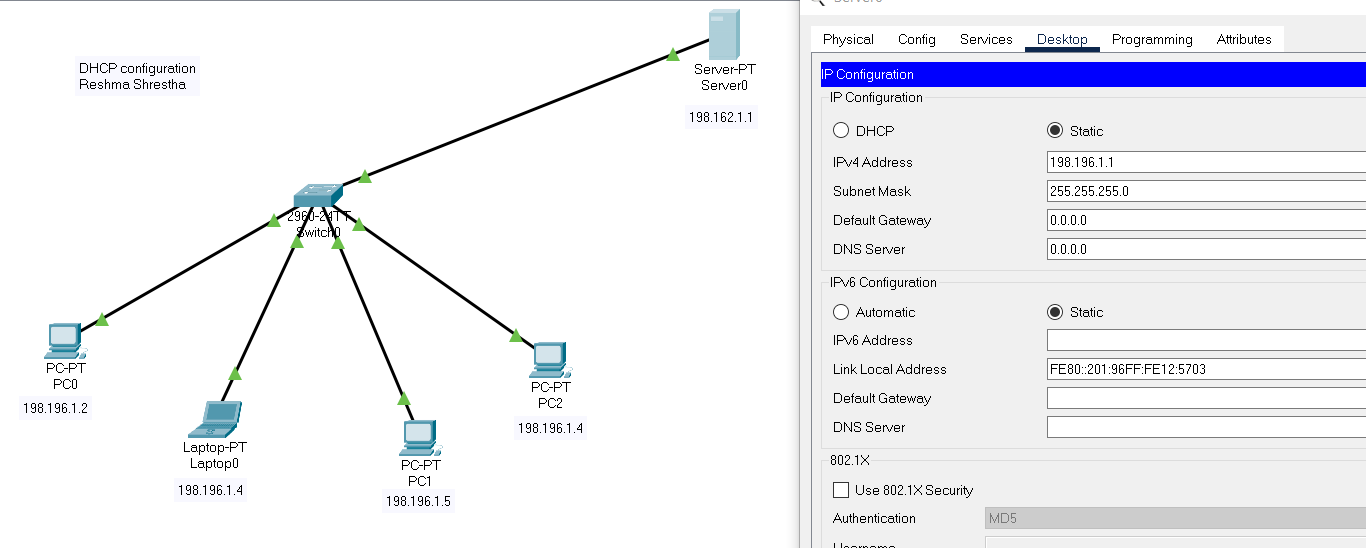 DHCP configuration
Reshma Shrestha
Server-PT
Server0
198.162.1.1
2960-24TT
Switch0
PC-PT
PC0
198.196.1.2
Laptop-PT
Laptop0
198.196.1.4
PC-PT
PC1
198.196.1.5
PC-PT
PC2
198.196.1.4
Server0
Physical Config Services Desktop Programming Attributes
IP Configuration
IP Configuration
DHCP Static
IPv4 Address 198.196.1.1
Subnet Mask 255.255.255.0
Default Gateway 0.0.0.0
DNS Server 0.0.0.0
IPv6 Configuration
Automatic Static
IPv6 Address
Link Local Address FE80::201:96FF:FE12:5703
Default Gateway
DNS Server
802.1X
Use 802.1X Security
Authentication MD5
Username